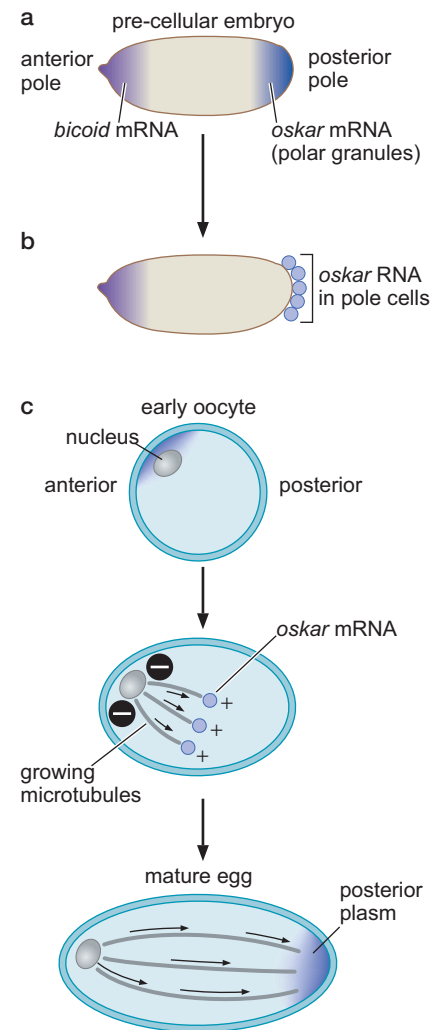 a
pre-cellular embryo
anterior
pole
posterior
pole
bicoid mRNA
oskar mRNA
(polar granules)
b
oskar RNA
in pole cells
c
early oocyte
nucleus
anterior
posterior
oskar mRNA
–
–
+
+
+
growing
microtubules
mature egg
posterior
plasm